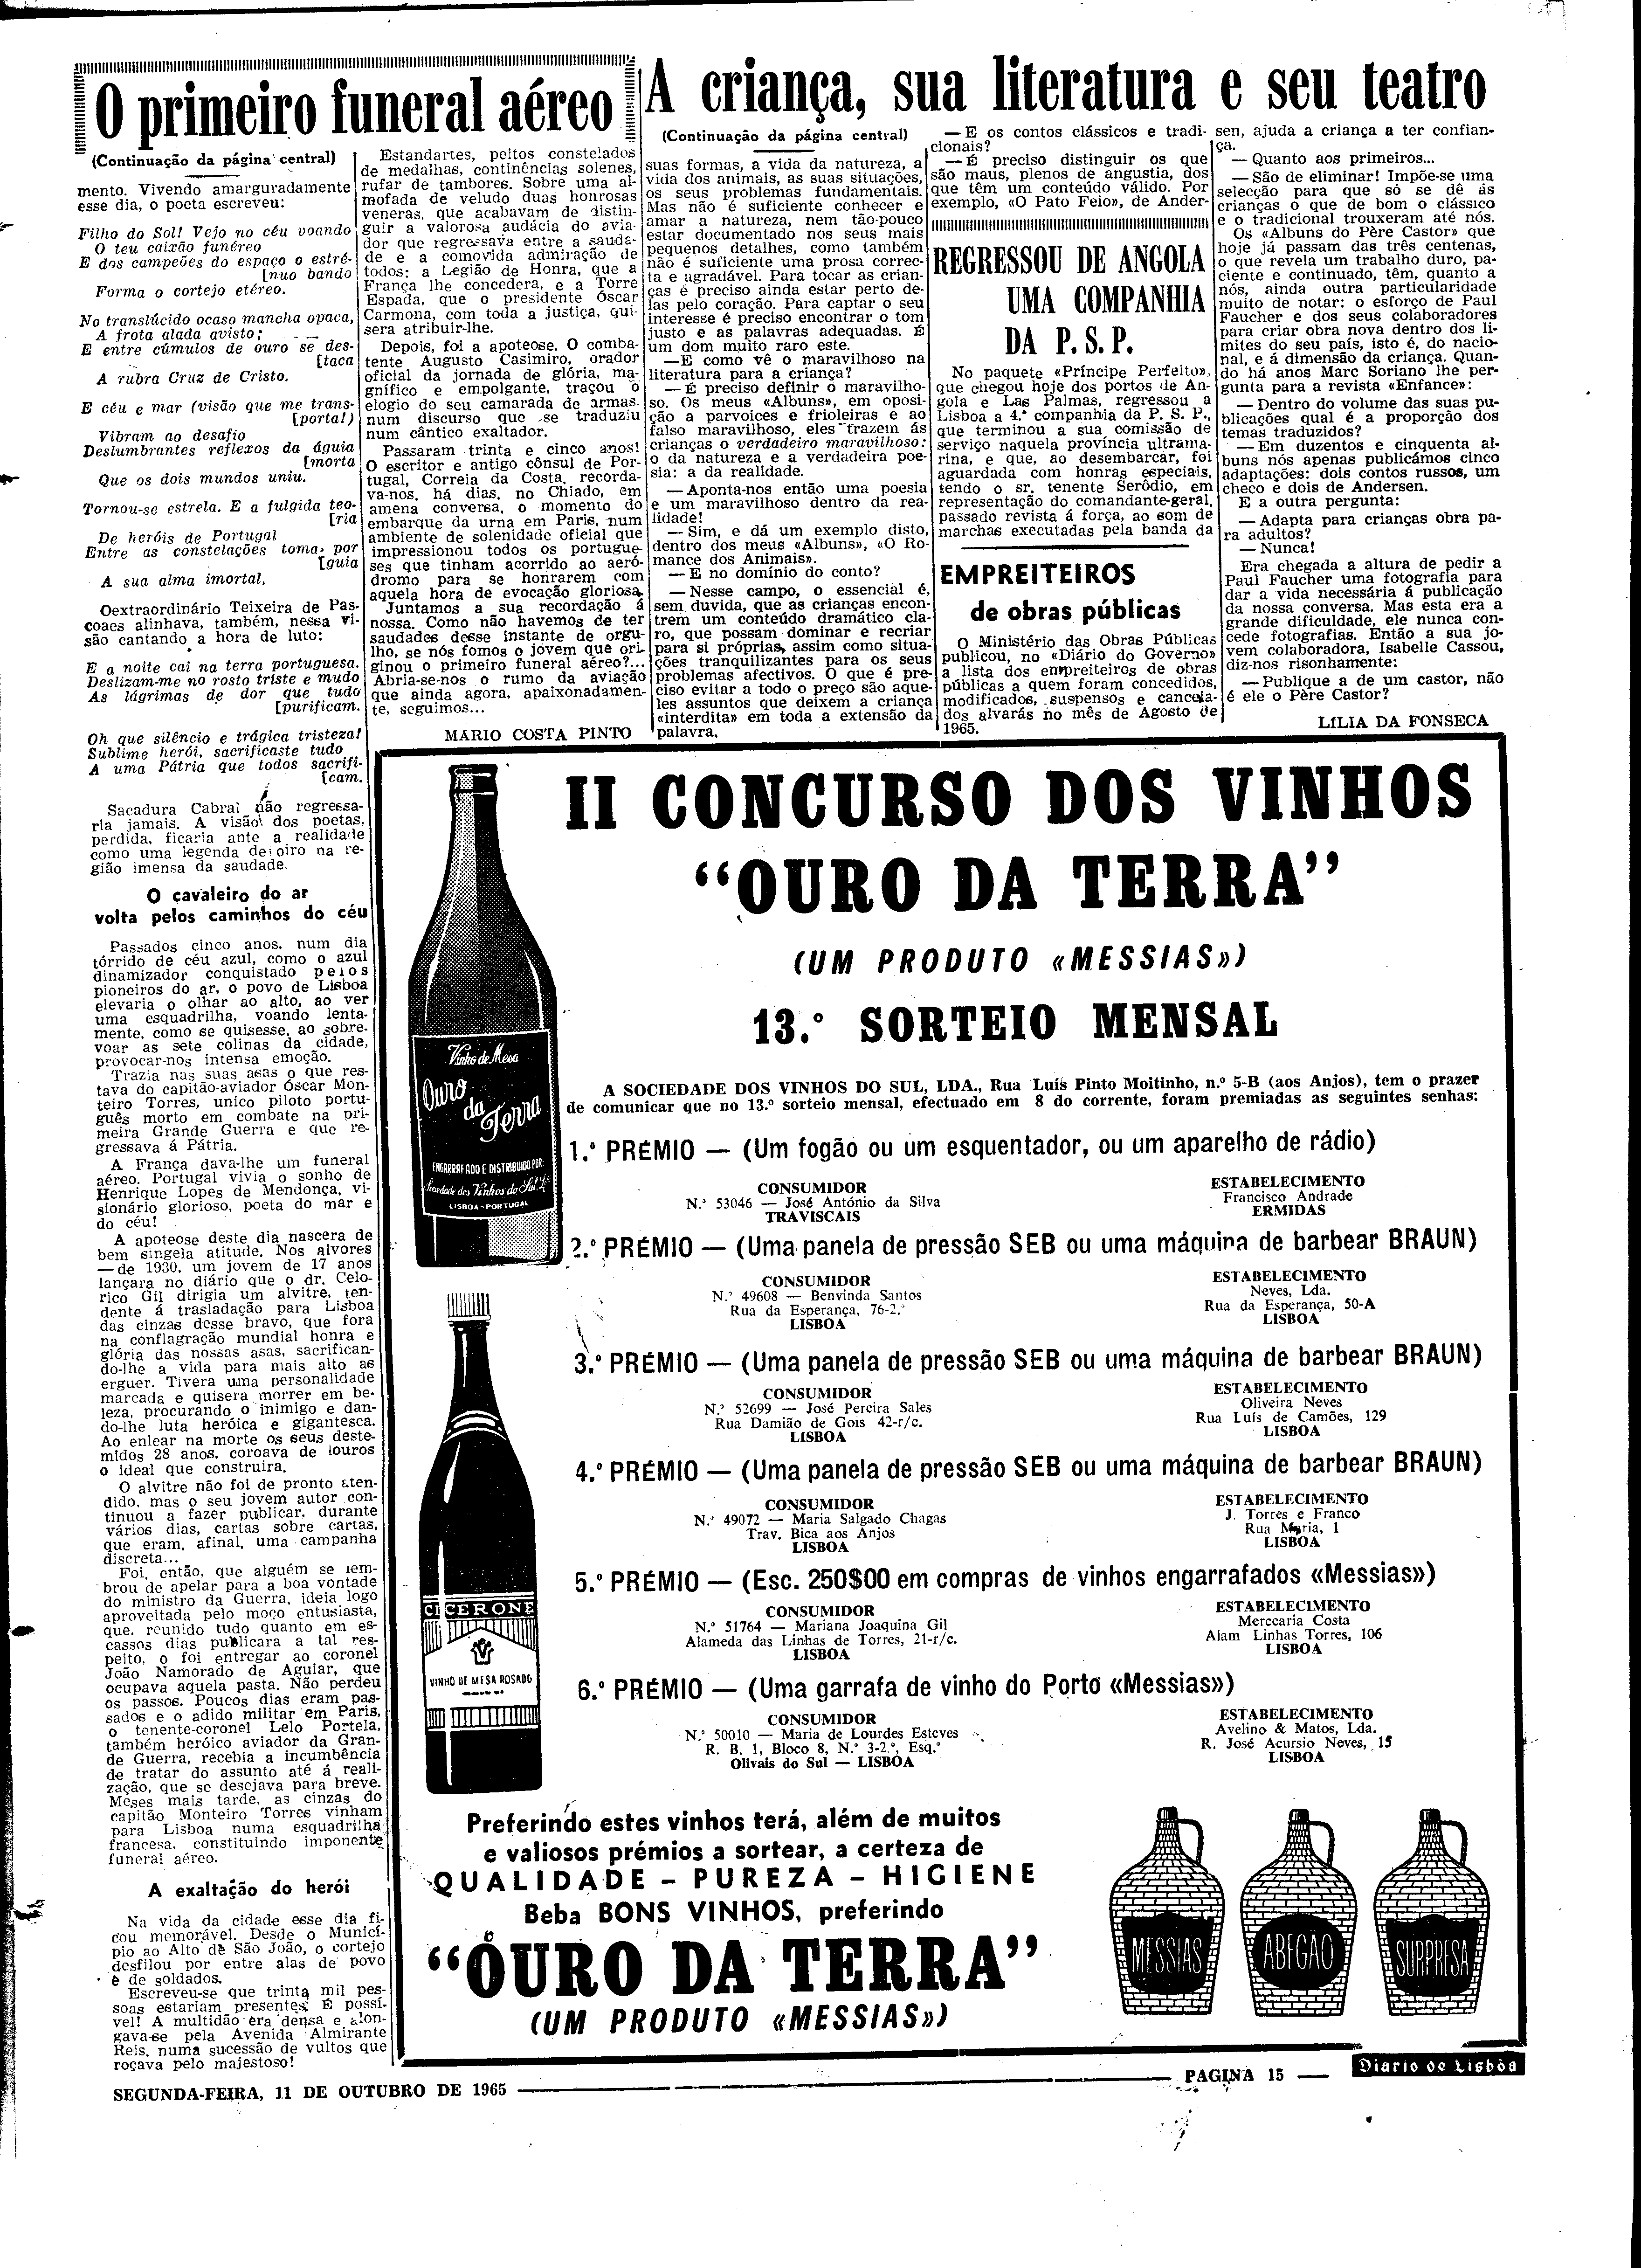 O primeiro funeral aéreo
(Continuação da página central)
mento. Vivendo amarguradamente
esse dia, o poeta escreveu:
Filho do Sol! Vejo no céu voando
O teu caixão funéreo
E dos campeões do espaço o estré-
[nuo bando
Forma o cortejo etéreo.
No translúcido ocaso mancha opaca,
A frota alada avisto;
E entre cúmulos de ouro se des-
[taca
A rubra Cruz de Cristo.
E céu e mar (visão que me trans-
[porta!)
Vibram ao desafio
Deslumbrantes reflexos da águia
[morta
Que os dois mundos uniu.
Tornou-se estrela. E a fulgida teo-
[ria
De heróis de Portugal
Entre as constelações toma, por
[guia
A sua alma imortal.
Oextraordinário Teixeira de Pas-
coaes alinhava, também, nessa vi-
são cantando a hora de luto:
E a noite cai na terra portuguesa.
Deslizam-me no rosto triste e mudo
As lágrimas de dor que tudo
[purificam.
Oh que silêncio e trágica tristeza!
Sublime herói, sacrificaste tudo
A uma Pátria que todos sacrifi-
[cam.
Sacadura Cabral não regressa-
ria jamais. A visão dos poetas,
perdida, ficaria ante a realidade
como uma legenda de oiro na re-
gião imensa da saudade.
O cavaleiro do ar
volta pelos caminhos do céu
Passados cinco anos, num dia
tórrido de céu azul, como o azul
dinamizador conquistado pelos
pioneiros do ar, o povo de Lisboa
elevaria o olhar ao alto, ao ver
uma esquadrilha, voando lenta-
mente, como se quisesse, ao sobre-
voar as sete colinas da cidade,
provocar-nos intensa emoção.
Trazia nas suas asas o que res-
tava do capitão-aviador Óscar Mon-
teiro Torres, unico piloto portu-
guês morto em combate na pri-
meira Grande Guerra e que re-
gressava á Pátria.
A França dava-lhe um funeral
aéreo. Portugal vivia o sonho de
Henrique Lopes de Mendonça, vi-
sionário glorioso, poeta do mar e
do céu!
A apoteose deste dia nascera de
bem singela atitude. Nos alvores
—de 1930, um jovem de 17 anos
lançara no diário que o dr. Celo-
rico Gil dirigia um alvitre, ten-
dente á trasladação para Lisboa
das cinzas desse bravo, que fora
na conflagração mundial honra e
glória das nossas asas, sacrifican-
do-lhe a vida para mais alto as
erguer. Tivera uma personalidade
marcada e quisera morrer em be-
leza, procurando o inimigo e dan-
do-lhe luta heróica e gigantesca.
Ao enlear na morte os seus deste-
midos 28 anos, coroava de louros
o ideal que construira.
O alvitre não foi de pronto aten-
dido, mas o seu jovem autor con-
tinuou a fazer publicar, durante
vários dias, cartas sobre cartas,
que eram, afinal, uma campanha
discreta...
Foi, então, que alguém se lem-
brou de apelar para a boa vontade
do ministro da Guerra, ideia logo
aproveitada pelo moço entusiasta,
que, reunido tudo quanto em es-
cassos dias publicara a tal res-
peito, o foi entregar ao coronel
João Namorado de Aguiar, que
ocupava aquela pasta. Não perdeu
os passos. Poucos dias eram pas-
sados e o adido militar em Paris,
o tenente-coronel Lelo Portela,
também heróico aviador da Gran-
de Guerra, recebia a incumbência
de tratar do assunto até á reali-
zação, que se desejava para breve.
Meses mais tarde, as cinzas do
capitão Monteiro Torres vinham
para Lisboa numa esquadrilha
francesa, constituindo imponente
funeral aéreo.
A exaltação do herói
Na vida da cidade esse dia fi-
cou memorável. Desde o Municí-
pio ao Alto de São João, o cortejo
desfilou por entre alas de povo
e de soldados.
Escreveu-se que trinta mil pes-
soas estariam presentes. É possí-
vel! A multidão era densa e alon-
gava-se pela Avenida Almirante
Reis, numa sucessão de vultos que
roçava pelo majestoso!
Estandartes, peitos constelados
de medalhas, continências solenes,
rufar de tambores. Sobre uma al-
mofada de veludo duas honrosas
veneras, que acabavam de distin-
guir a valorosa audácia do avia-
dor que regressava entre a sauda-
de e a comovida admiração de
todos: a Legião de Honra, que a
França lhe concedera, e a Torre
Espada, que o presidente Óscar
Carmona, com toda a justiça, qui-
sera atribuir-lhe.
Depois, foi a apoteose. O comba-
tente Augusto Casimiro, orador
oficial da jornada de glória, ma-
gnífico e empolgante, traçou o
elogio do seu camarada de armas
num discurso que se traduziu
num cântico exaltador.
Passaram trinta e cinco anos!
O escritor e antigo cônsul de Por-
tugal, Correia da Costa, recorda-
va-nos, há dias, no Chiado, em
amena conversa, o momento do
embarque da urna em Paris, num
ambiente de solenidade oficial que
impressionou todos os portugue-
ses que tinham acorrido ao aeró-
dromo para se honrarem com
aquela hora de evocação gloriosa.
Juntamos a sua recordação á
nossa. Como não havemos de ter
saudades desse instante de orgu-
lho, se nós fomos o jovem que ori-
ginou o primeiro funeral aéreo?...
Abria-se-nos o rumo da aviação
que ainda agora, apaixonadamen-
te, seguimos...
MÁRIO COSTA PINTO
A criança, sua literatura e seu teatro
(Continuação da página central)
suas formas, a vida da natureza, a
vida dos animais, as suas situações,
os seus problemas fundamentais.
Mas não é suficiente conhecer e
amar a natureza, nem tão-pouco
estar documentado nos seus mais
pequenos detalhes, como também
não é suficiente uma prosa correc-
ta e agradável. Para tocar as crian-
ças é preciso ainda estar perto de-
las pelo coração. Para captar o seu
interesse é preciso encontrar o tom
justo e as palavras adequadas. É
um dom muito raro este.
—E como vê o maravilhoso na
literatura para a criança?
— É preciso definir o maravilho-
so. Os meus «Albuns», em oposi-
ção a parvoices e frioleiras e ao
falso maravilhoso, eles trazem ás
crianças o verdadeiro maravilhoso:
o da natureza e a verdadeira poe-
sia: a da realidade.
— Aponta-nos então uma poesia
e um maravilhoso dentro da rea-
lidade!
— Sim, e dá um exemplo disto,
dentro dos meus «Albuns», «O Ro-
mance dos Animais».
— E no domínio do conto?
— Nesse campo, o essencial é,
sem duvida, que as crianças encon-
trem um conteúdo dramático cla-
ro, que possam dominar e recriar
para si próprias, assim como situa-
ções tranquilizantes para os seus
problemas afectivos. O que é pre-
ciso evitar a todo o preço são aque-
les assuntos que deixem a criança
«interdita» em toda a extensão da
palavra.
— E os contos clássicos e tradi-
cionais?
— É preciso distinguir os que
são maus, plenos de angustia, dos
que têm um conteúdo válido. Por
exemplo, «O Pato Feio», de Ander-
sen, ajuda a criança a ter confian-
ça.
— Quanto aos primeiros...
— São de eliminar! Impõe-se uma
selecção para que só se dê ás
crianças o que de bom o clássico
e o tradicional trouxeram até nós.
Os «Albuns do Père Castor» que
hoje já passam das três centenas,
o que revela um trabalho duro, pa-
ciente e continuado, têm, quanto a
nós, ainda outra particularidade
muito de notar: o esforço de Paul
Faucher e dos seus colaboradores
para criar obra nova dentro dos li-
mites do seu país, isto é, do nacio-
nal, e á dimensão da criança. Quan-
do há anos Marc Soriano lhe per-
gunta para a revista «Enfance»:
— Dentro do volume das suas pu-
blicações qual é a proporção dos
temas traduzidos?
— Em duzentos e cinquenta al-
buns nós apenas publicámos cinco
adaptações: dois contos russos, um
checo e dois de Andersen.
E a outra pergunta:
— Adapta para crianças obra pa-
ra adultos?
— Nunca!
Era chegada a altura de pedir a
Paul Faucher uma fotografia para
dar a vida necessária á publicação
da nossa conversa. Mas esta era a
grande dificuldade, ele nunca con-
cede fotografias. Então a sua jo-
vem colaboradora, Isabelle Cassou,
diz-nos risonhamente:
— Publique a de um castor, não
é ele o Père Castor?
LÍLIA DA FONSECA
REGRESSOU DE ANGOLA
UMA COMPANHIA
DA P. S. P.
No paquete «Príncipe Perfeito»,
que chegou hoje dos portos de An-
gola e Las Palmas, regressou a
Lisboa a 4.ª companhia da P. S. P.,
que terminou a sua comissão de
serviço naquela província ultrama-
rina, e que, ao desembarcar, foi
aguardada com honras especiais,
tendo o sr. tenente Serôdio, em
representação do comandante-geral,
passado revista á força, ao som de
marchas executadas pela banda da
EMPREITEIROS
de obras públicas
O Ministério das Obras Públicas
publicou, no «Diário do Governo»
a lista dos empreiteiros de obras
públicas a quem foram concedidos,
modificados, suspensos e cancela-
dos alvarás no mês de Agosto de
1965.
II CONCURSO DOS VINHOS
"OURO DA TERRA"
(UM PRODUTO «MESSIAS»)
13.º SORTEIO MENSAL
A SOCIEDADE DOS VINHOS DO SUL, LDA., Rua Luís Pinto Moitinho, n.º 5-B (aos Anjos), tem o prazer
de comunicar que no 13.º sorteio mensal, efectuado em 8 do corrente, foram premiadas as seguintes senhas:
1.º PRÉMIO — (Um fogão ou um esquentador, ou um aparelho de rádio)
CONSUMIDOR
N.º 53046 — José António da Silva
TRAVISCAIS
ESTABELECIMENTO
Francisco Andrade
ERMIDAS
2.º PRÉMIO — (Uma panela de pressão SEB ou uma máquina de barbear BRAUN)
CONSUMIDOR
N.º 49608 — Benvinda Santos
Rua da Esperança, 76-2.º
LISBOA
ESTABELECIMENTO
Neves, Lda.
Rua da Esperança, 50-A
LISBOA
3.º PRÉMIO — (Uma panela de pressão SEB ou uma máquina de barbear BRAUN)
CONSUMIDOR
N.º 52699 — José Pereira Sales
Rua Damião de Gois 42-r/c.
LISBOA
ESTABELECIMENTO
Oliveira Neves
Rua Luís de Camões, 129
LISBOA
4.º PRÉMIO — (Uma panela de pressão SEB ou uma máquina de barbear BRAUN)
CONSUMIDOR
N.º 49072 — Maria Salgado Chagas
Trav. Bica aos Anjos
LISBOA
ESTABELECIMENTO
J. Torres e Franco
Rua Maria, 1
LISBOA
5.º PRÉMIO — (Esc. 250$00 em compras de vinhos engarrafados «Messias»)
CONSUMIDOR
N.º 51764 — Mariana Joaquina Gil
Alameda das Linhas de Torres, 21-r/c.
LISBOA
ESTABELECIMENTO
Mercearia Costa
Alam Linhas Torres, 106
LISBOA
6.º PRÉMIO — (Uma garrafa de vinho do Porto «Messias»)
CONSUMIDOR
N.º 50010 — Maria de Lourdes Esteves
R. B. 1, Bloco 8, N.º 3-2.º, Esq.º
Olivais do Sul — LISBOA
ESTABELECIMENTO
Avelino & Matos, Lda.
R. José Acursio Neves, 15
LISBOA
Vinho de Mesa
Ouro
da
Terra
ENGARRAFADO E DISTRIBUIDO POR:
Sociedade dos Vinhos do Sul, L.da
LISBOA-PORTUGAL
CICERONE
VINHO DE MESA ROSADO
Preferindo estes vinhos terá, além de muitos
e valiosos prémios a sortear, a certeza de
QUALIDADE - PUREZA - HIGIENE
Beba BONS VINHOS, preferindo
"OURO DA TERRA"
(UM PRODUTO «MESSIAS»)
MESSIAS
ABEGÃO
SURPRESA
SEGUNDA-FEIRA, 11 DE OUTUBRO DE 1965
PAGINA 15
Diario de Lisbôa